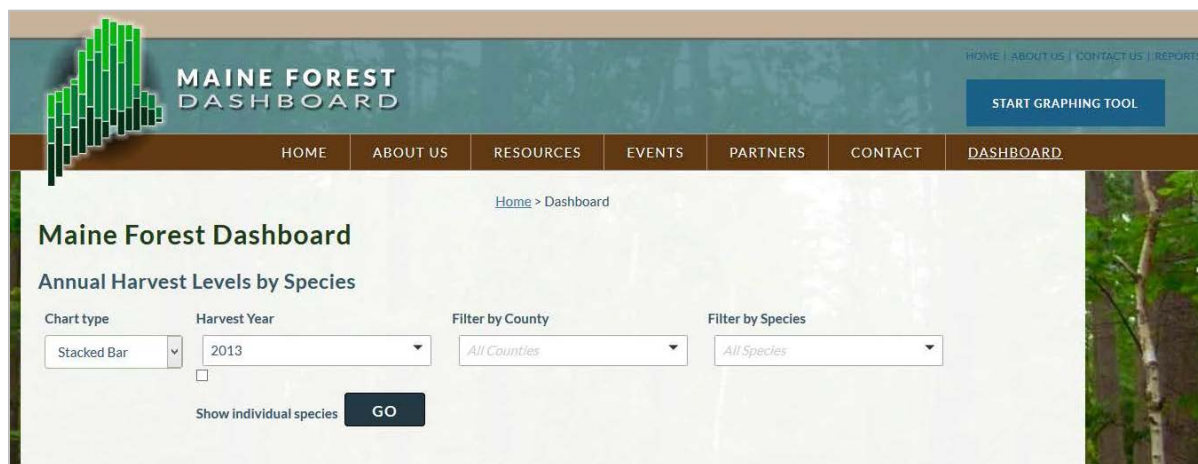 MAINE FOREST
DASHBOARD
HOME | ABOUT US | CONTACT US | REPORTS
START GRAPHING TOOL
HOME ABOUT US RESOURCES EVENTS PARTNERS CONTACT DASHBOARD
Home > Dashboard
Maine Forest Dashboard
Annual Harvest Levels by Species
Chart type Harvest Year Filter by County Filter by Species
Stacked Bar 2013 All Counties All Species
Show individual species GO